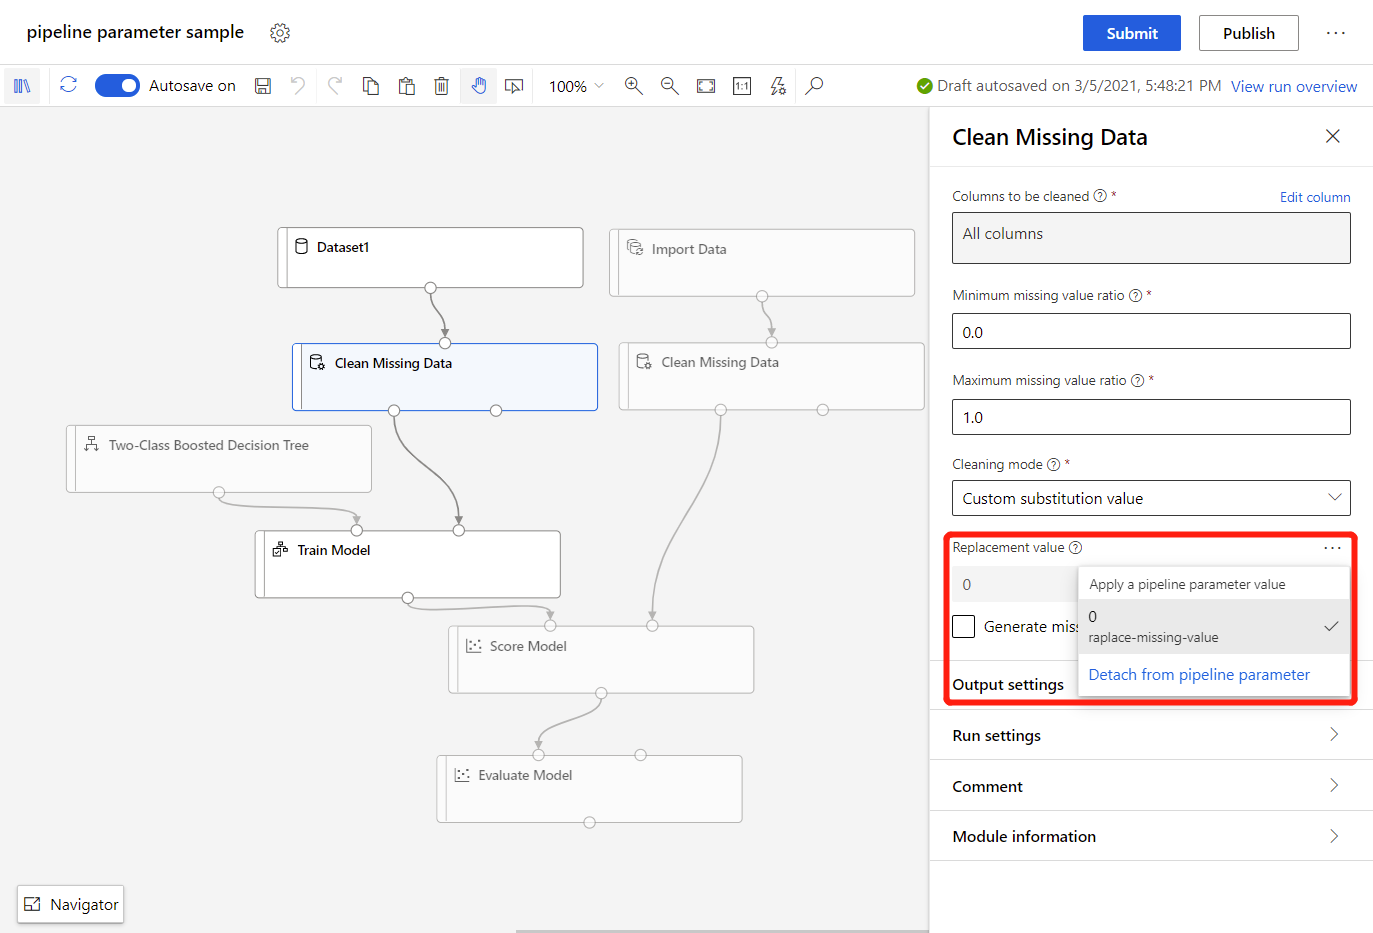 pipeline parameter sample
Submit
Publish
Autosave on
100%
1:1
Draft autosaved on 3/5/2021, 5:48:21 PM
View run overview
Dataset1
Import Data
Clean Missing Data
Clean Missing Data
Two-Class Boosted Decision Tree
Train Model
Score Model
Evaluate Model
Navigator
Clean Missing Data
Columns to be cleaned ? *
Edit column
All columns
Minimum missing value ratio ? *
0.0
Maximum missing value ratio ? *
1.0
Cleaning mode ? *
Custom substitution value
Replacement value ?
0
Apply a pipeline parameter value
0
raplace-missing-value
Detach from pipeline parameter
Generate miss
Output settings
Run settings
Comment
Module information